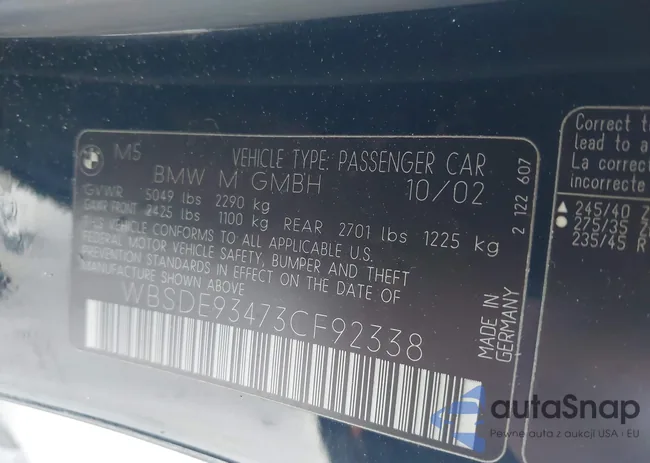 M5 VEHICLE TYPE: PASSENGER CAR
BMW M GMBH 10/02
GVWR 5049 lbs 2290 kg
GAWR FRONT 2425 lbs 1100 kg REAR 2701 lbs 1225 kg
THIS VEHICLE CONFORMS TO ALL APPLICABLE U.S.
FEDERAL MOTOR VEHICLE SAFETY, BUMPER AND THEFT
PREVENTION STANDARDS IN EFFECT ON THE DATE OF
MANUFACTURE SHOWN ABOVE
WBSDE93473CF92338
2 122 607
MADE IN
GERMANY
Correct
lead to a
La correc
incorrecte
245/40
225/35
235/45 R
autaSnap
Pewne auta z aukcji USA i EU